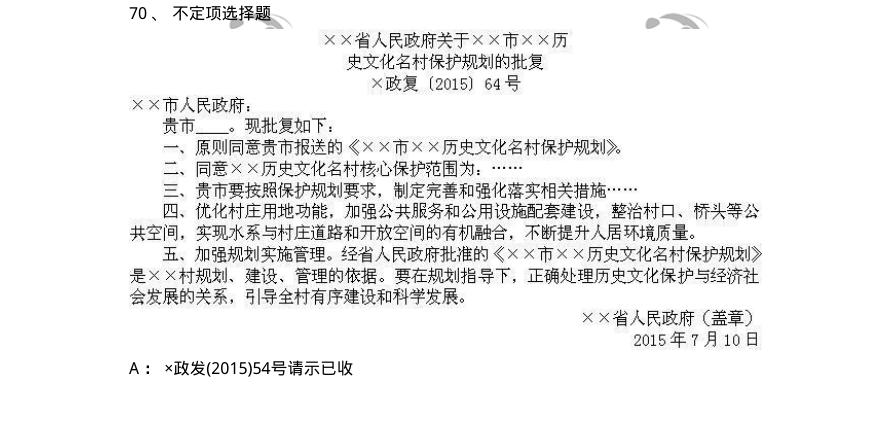 70 、 不定项选择题
××省人民政府关于××市××历
史文化名村保护规划的批复
×政复〔2015〕64号
××市人民政府：
贵市____。现批复如下：
一、原则同意贵市报送的《××市××历史文化名村保护规划》。
二、同意××历史文化名村核心保护范围为：……
三、贵市要按照保护规划要求，制定完善和强化落实相关措施……
四、优化村庄用地功能，加强公共服务和公用设施配套建设，整治村口、桥头等公
共空间，实现水系与村庄道路和开放空间的有机融合，不断提升人居环境质量。
五、加强规划实施管理。经省人民政府批准的《××市××历史文化名村保护规划》
是××村规划、建设、管理的依据。要在规划指导下，正确处理历史文化保护与经济社
会发展的关系，引导全村有序建设和科学发展。
××省人民政府（盖章）
2015年7月10日
A ： ×政发(2015)54号请示已收